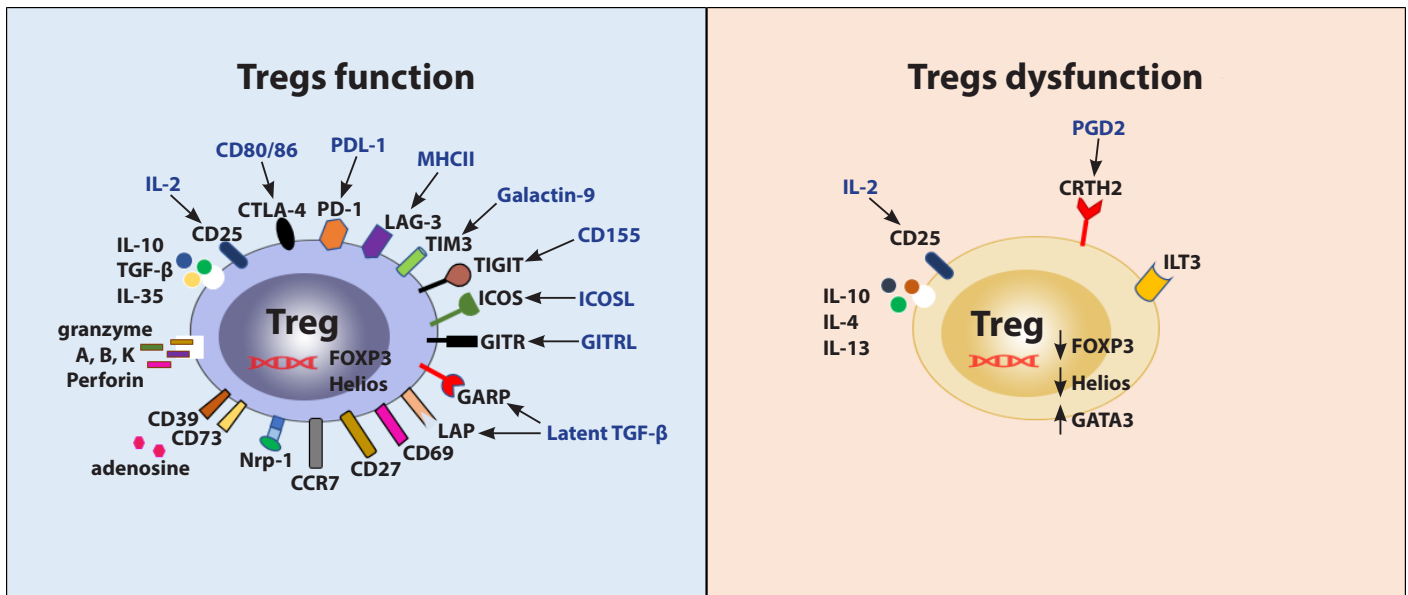 Tregs function
CD80/86
PDL-1
MHCII
IL-2
Galactin-9
CTLA-4
PD-1
LAG-3
CD25
TIM3
CD155
IL-10
TGF-β
IL-35
TIGIT
ICOS
ICOSL
granzyme
A, B, K
Perforin
Treg
FOXP3
Helios
GITR
GITRL
GARP
LAP
Latent TGF-β
CD39
CD73
adenosine
Nrp-1
CCR7
CD27
CD69
Tregs dysfunction
PGD2
IL-2
CRTH2
CD25
ILT3
IL-10
IL-4
IL-13
Treg
FOXP3
Helios
GATA3